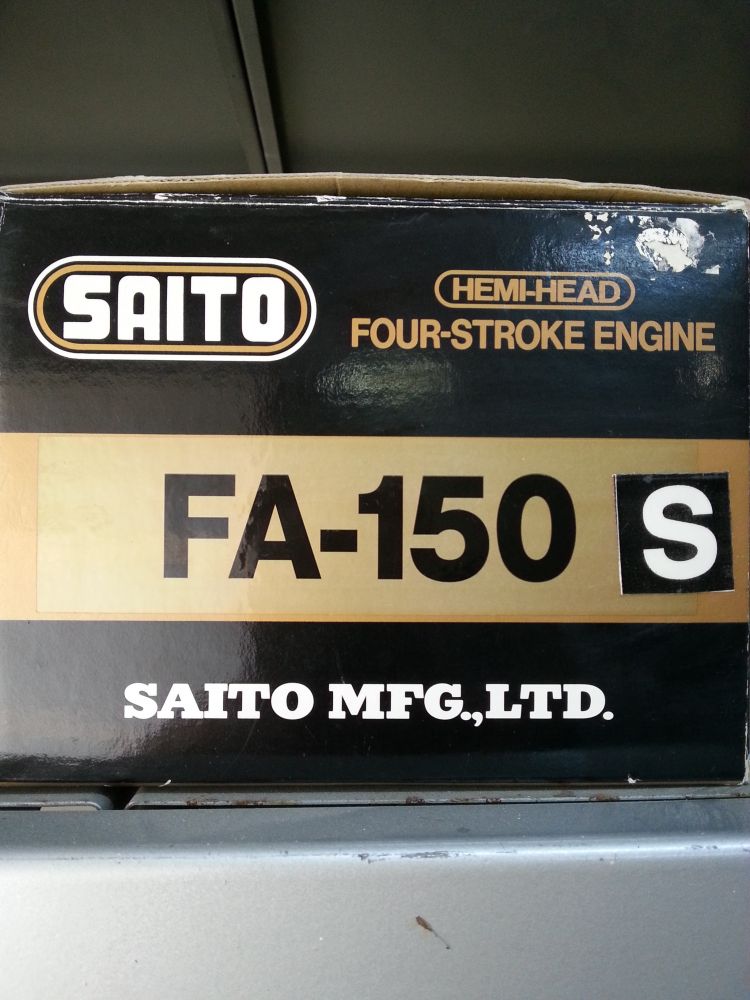 SAITO
HEMI-HEAD
FOUR-STROKE ENGINE
FA-150 S
SAITO MFG.,LTD.